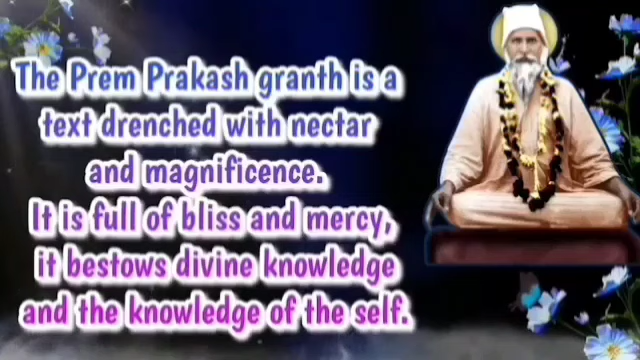 The Prem Prakash granth is a
text drenched with nectar
and magnificence.
It is full of bliss and mercy,
it bestows divine knowledge
and the knowledge of the self.